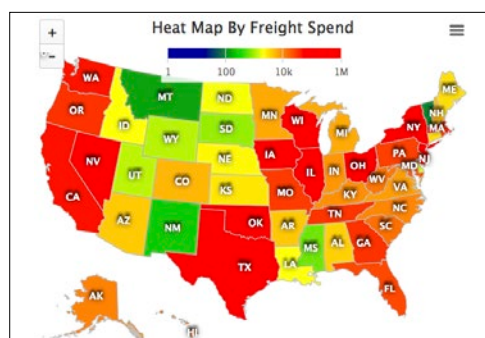 Heat Map By Freight Spend
+
-
1 100 10k 1M
WA
MT
ND
ME
OR
ID
WY
SD
MN
WI
MI
NH
NY
MA
NV
UT
CO
NE
IA
IL
IN
OH
PA
NJ
MD
CA
KS
MO
KY
WV
VA
AZ
NM
OK
AR
TN
NC
SC
TX
LA
MS
AL
GA
FL
AK
HI